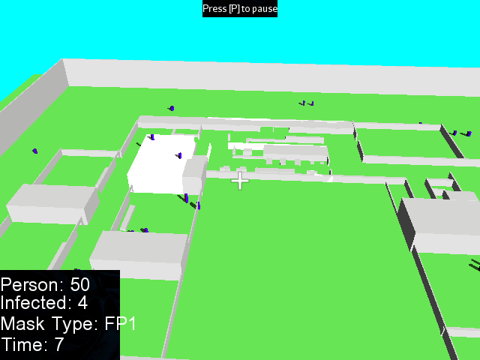 Press [P] to pause
Person: 50
Infected: 4
Mask Type: FP1
Time: 7